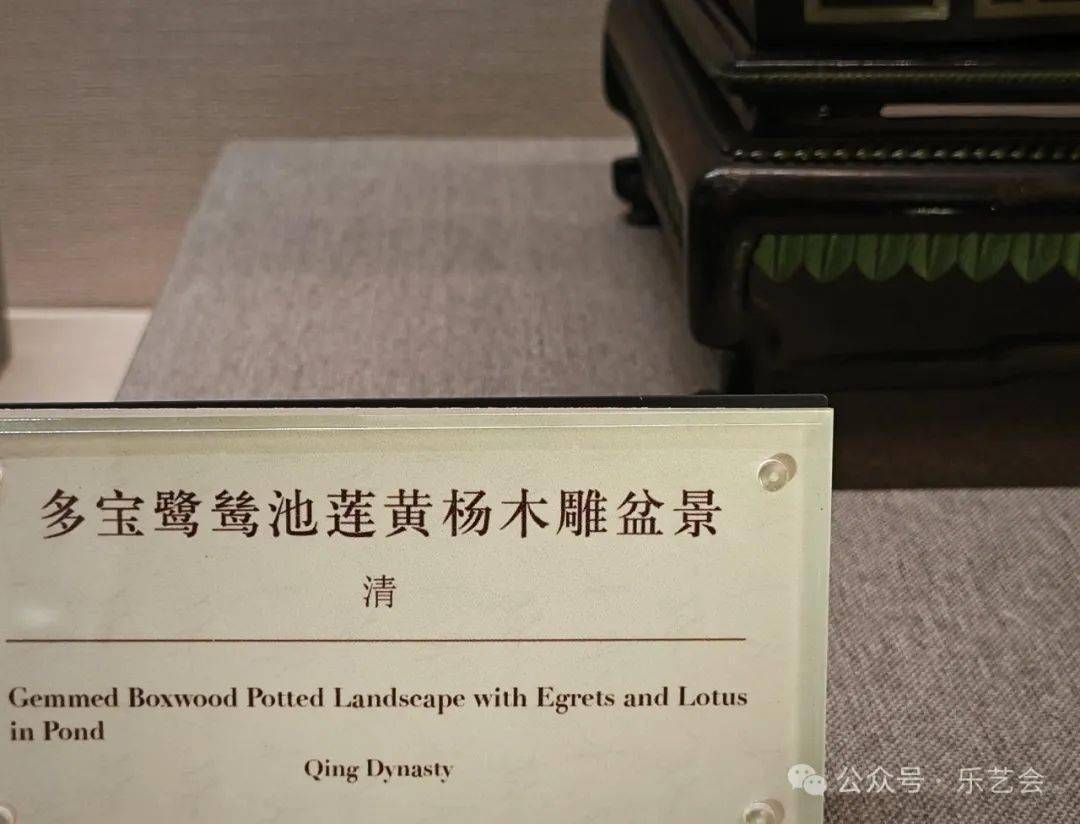 多宝鹭鸶池莲黄杨木雕盆景
清
Gemmed Boxwood Potted Landscape with Egrets and Lotus
in Pond
Qing Dynasty
公众号·乐艺会